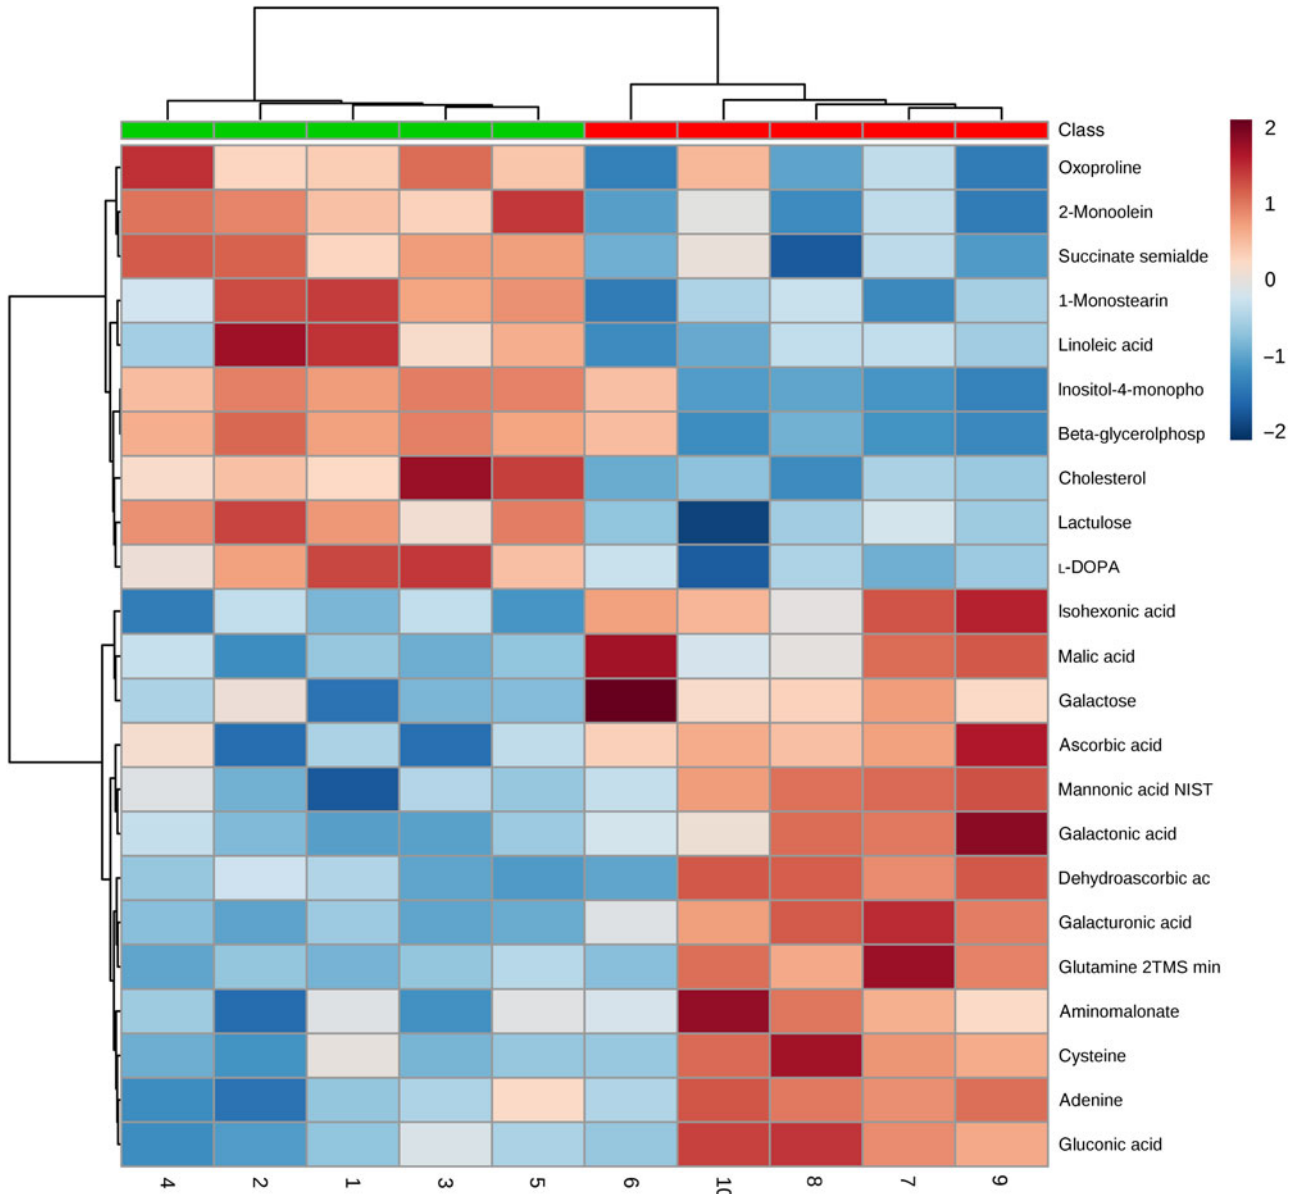 Class
Oxoproline
2-Monoolein
Succinate semialde
1-Monostearin
Linoleic acid
Inositol-4-monopho
Beta-glycerolphosp
Cholesterol
Lactulose
L-DOPA
Isohexonic acid
Malic acid
Galactose
Ascorbic acid
Mannonic acid NIST
Galactonic acid
Dehydroascorbic ac
Galacturonic acid
Glutamine 2TMS min
Aminomalonate
Cysteine
Adenine
Gluconic acid
2
1
0
−1
−2
4 2 1 3 5 6 10 8 7 9